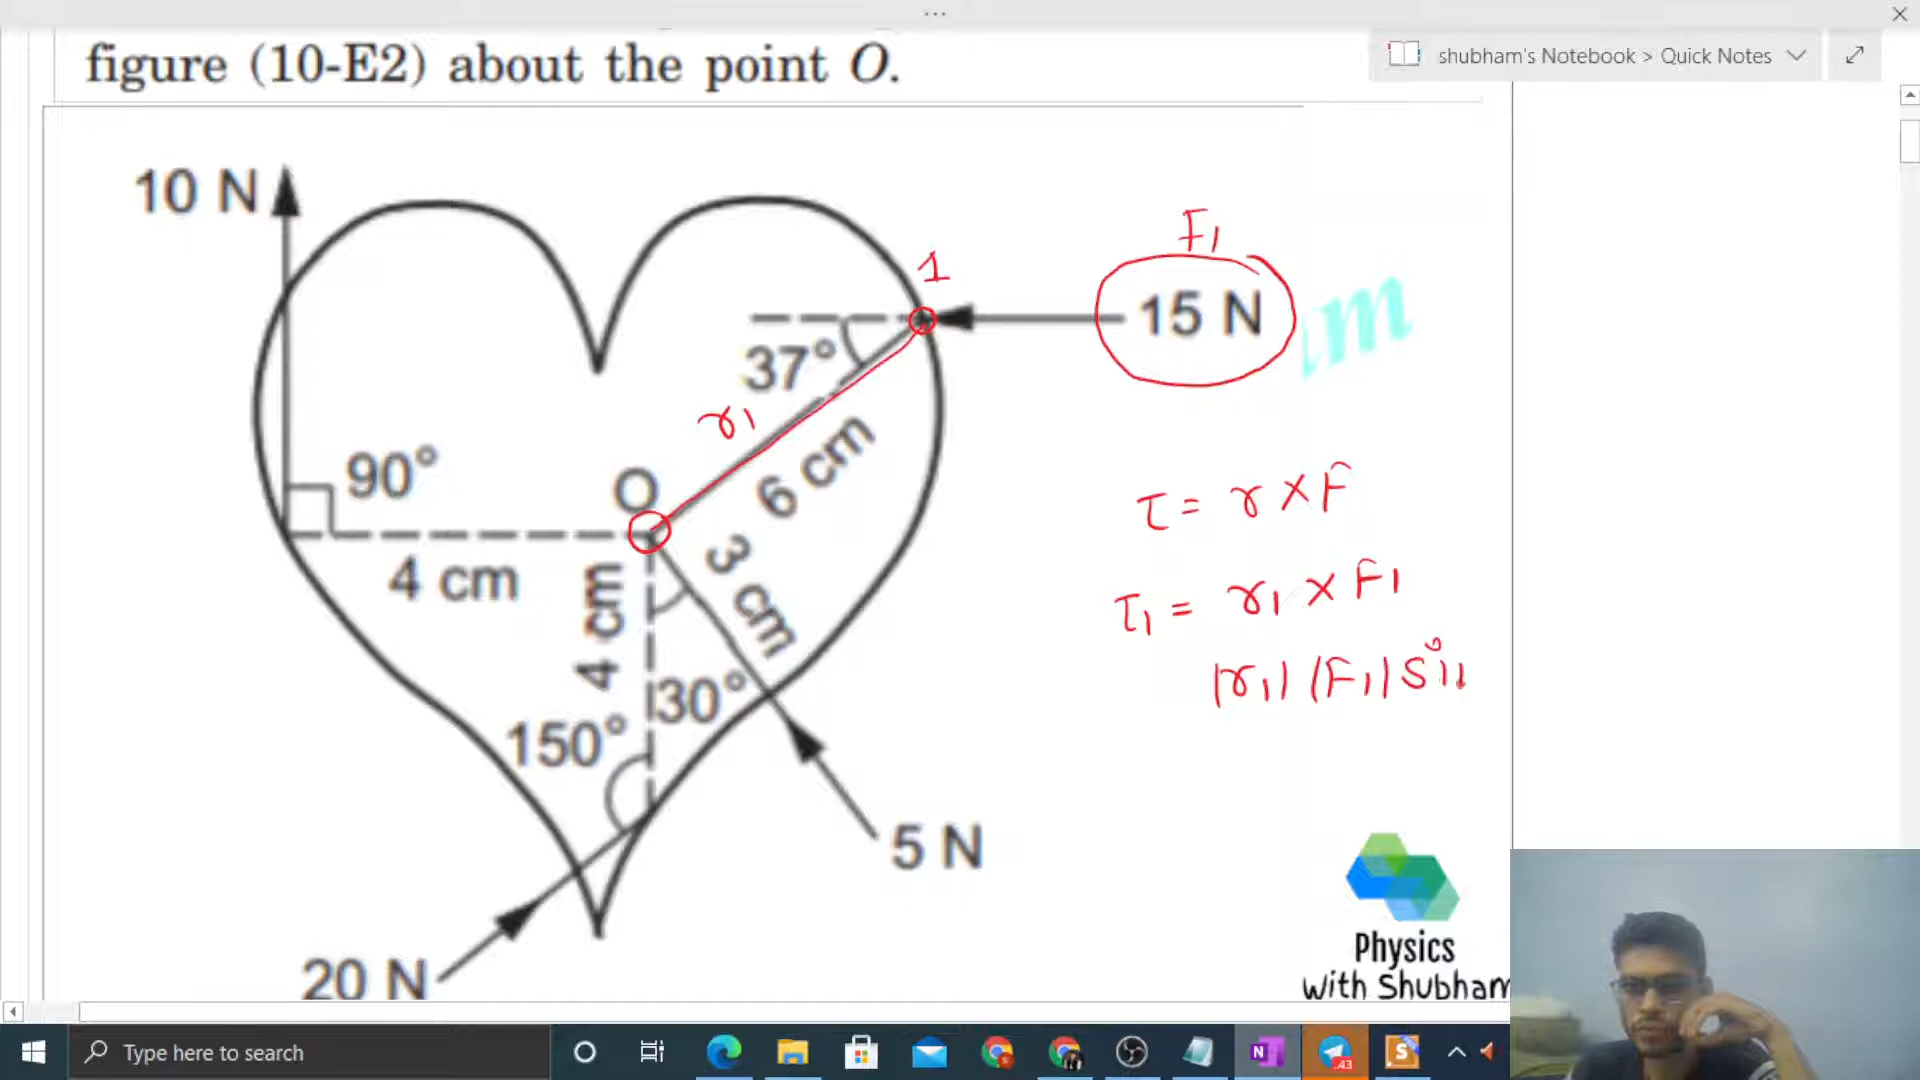 ...
figure (10-E2) about the point O.
shubham's Notebook > Quick Notes
10 N
F1
1
15 N
37°
r1
6 cm
90°
O
τ = r × F
3 cm
4 cm
4 cm
τ1 = r1 × F1
|r1| |F1| sin
30°
150°
5 N
20 N
Physics
with Shubham
Type here to search
N
43
S